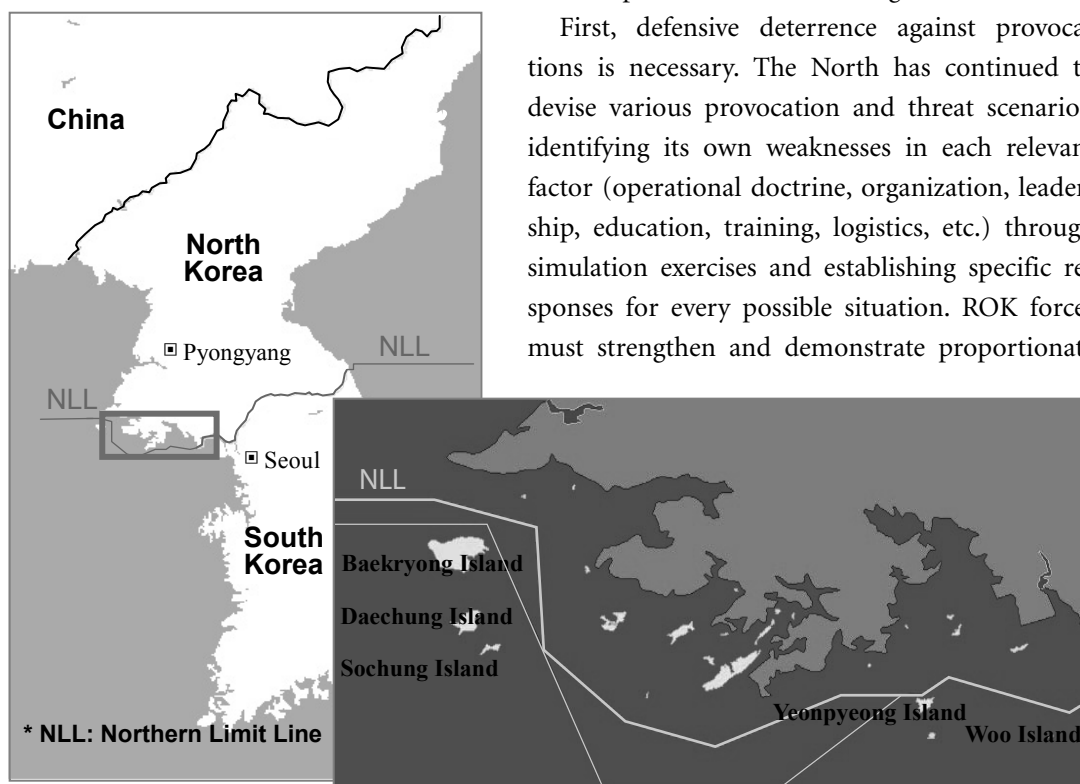 First, defensive deterrence against provoca
tions is necessary. The North has continued t
devise various provocation and threat scenario
identifying its own weaknesses in each relevan
factor (operational doctrine, organization, leader
ship, education, training, logistics, etc.) throug
simulation exercises and establishing specific re
sponses for every possible situation. ROK force
must strengthen and demonstrate proportionat
China
North
Korea
Pyongyang
NLL
NLL
Seoul
South
Korea
* NLL: Northern Limit Line
NLL
Baekryong Island
Daechung Island
Sochung Island
Yeonpyeong Island
Woo Island